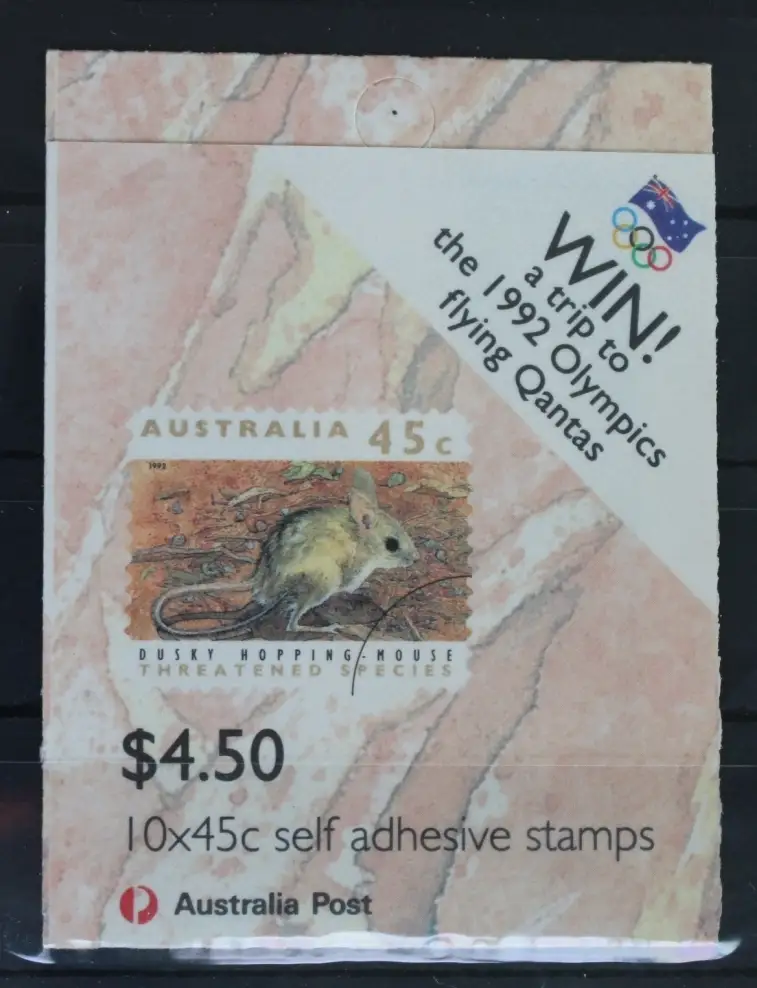 WIN!
a trip to
the 1992 Olympics
flying Qantas
AUSTRALIA 45c
1992
DUSKY HOPPING-MOUSE
THREATENED SPECIES
$4.50
10x45c self adhesive stamps
Australia Post